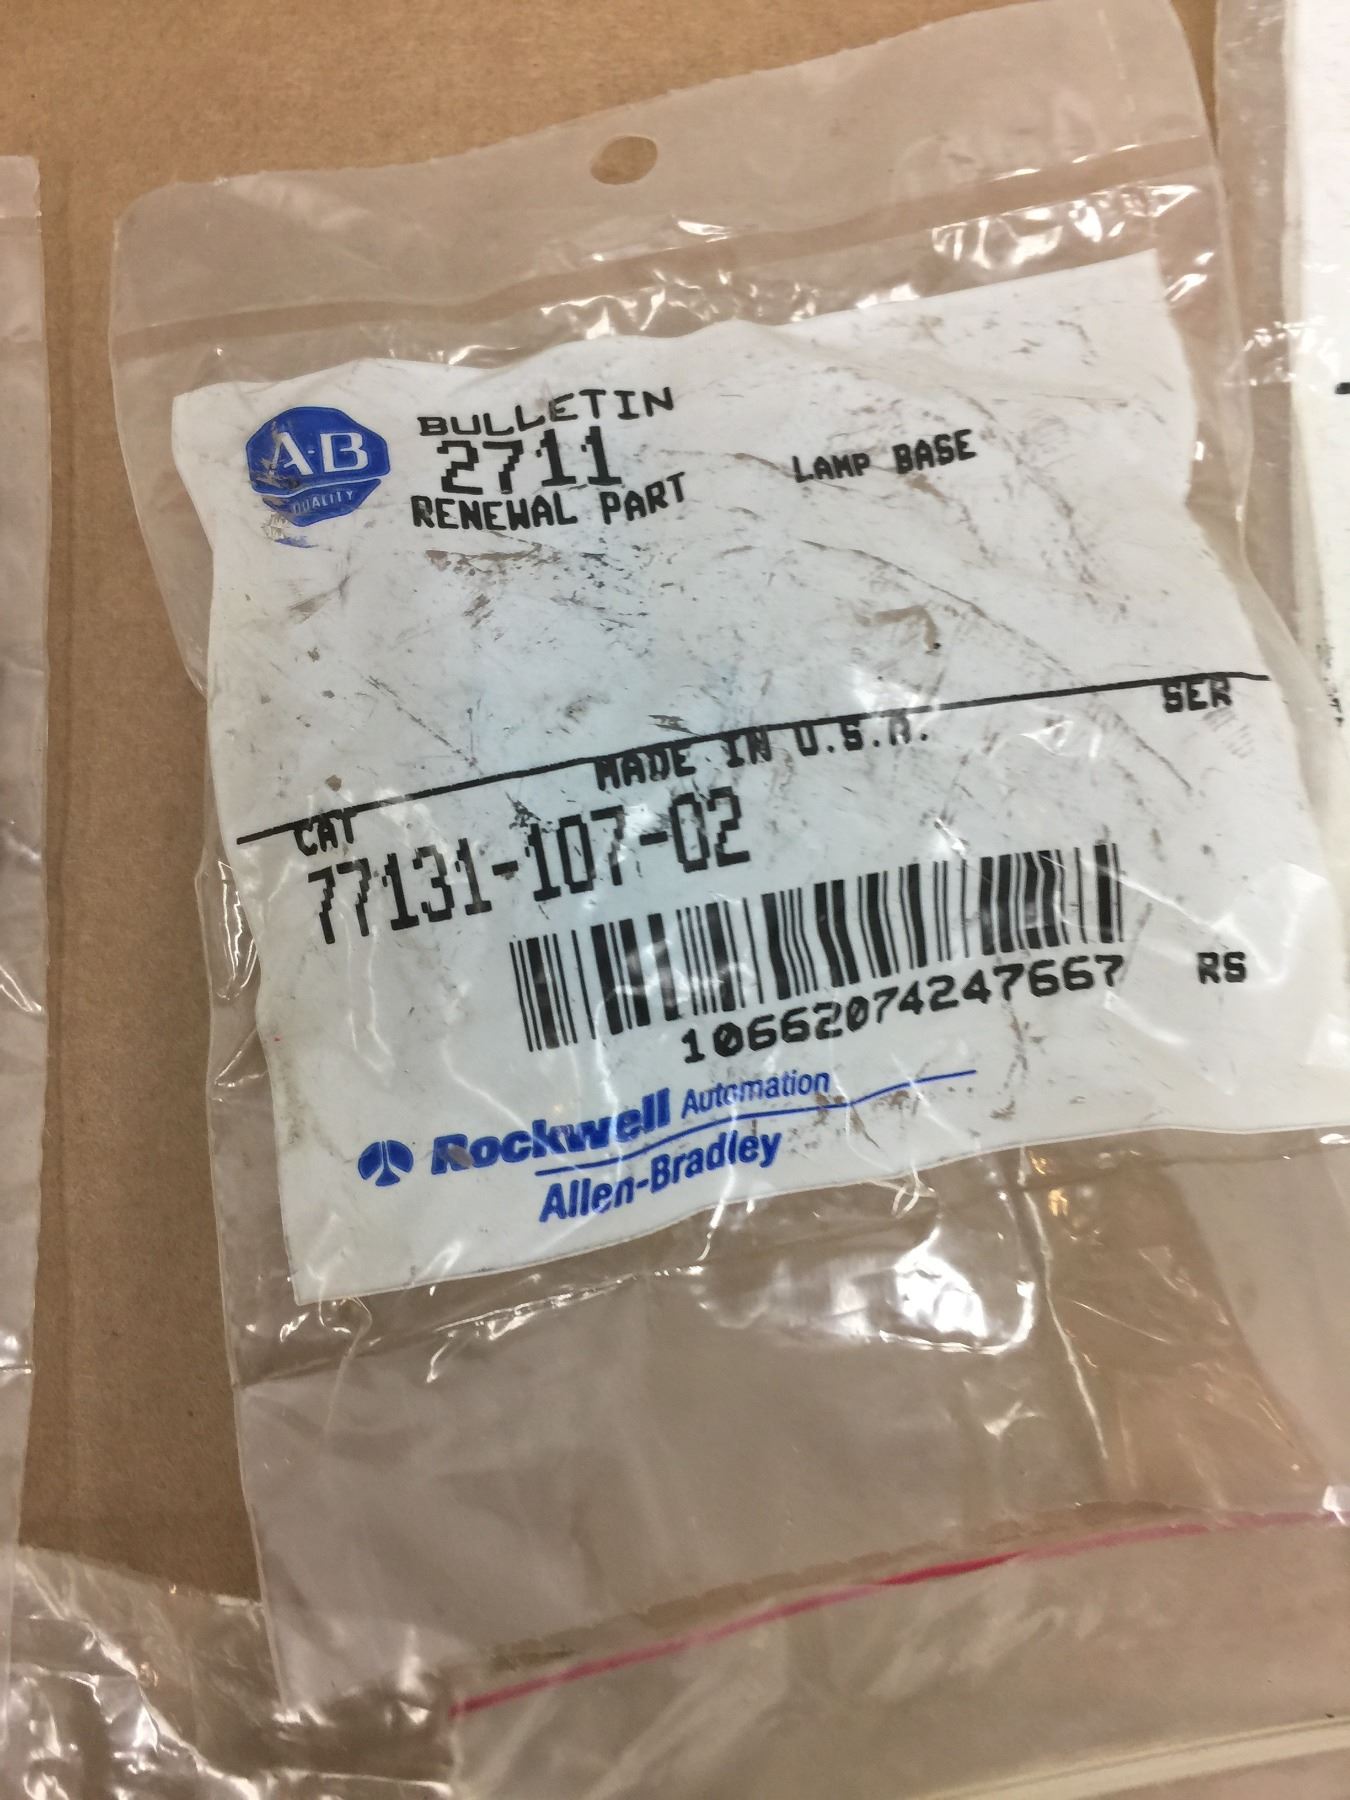 A·B
QUALITY
BULLETIN
2711
RENEWAL PART
LAMP BASE
MADE IN U.S.A.
SER
CAT
77131-107-02
10662074247667
RS
Rockwell Automation
Allen-Bradley